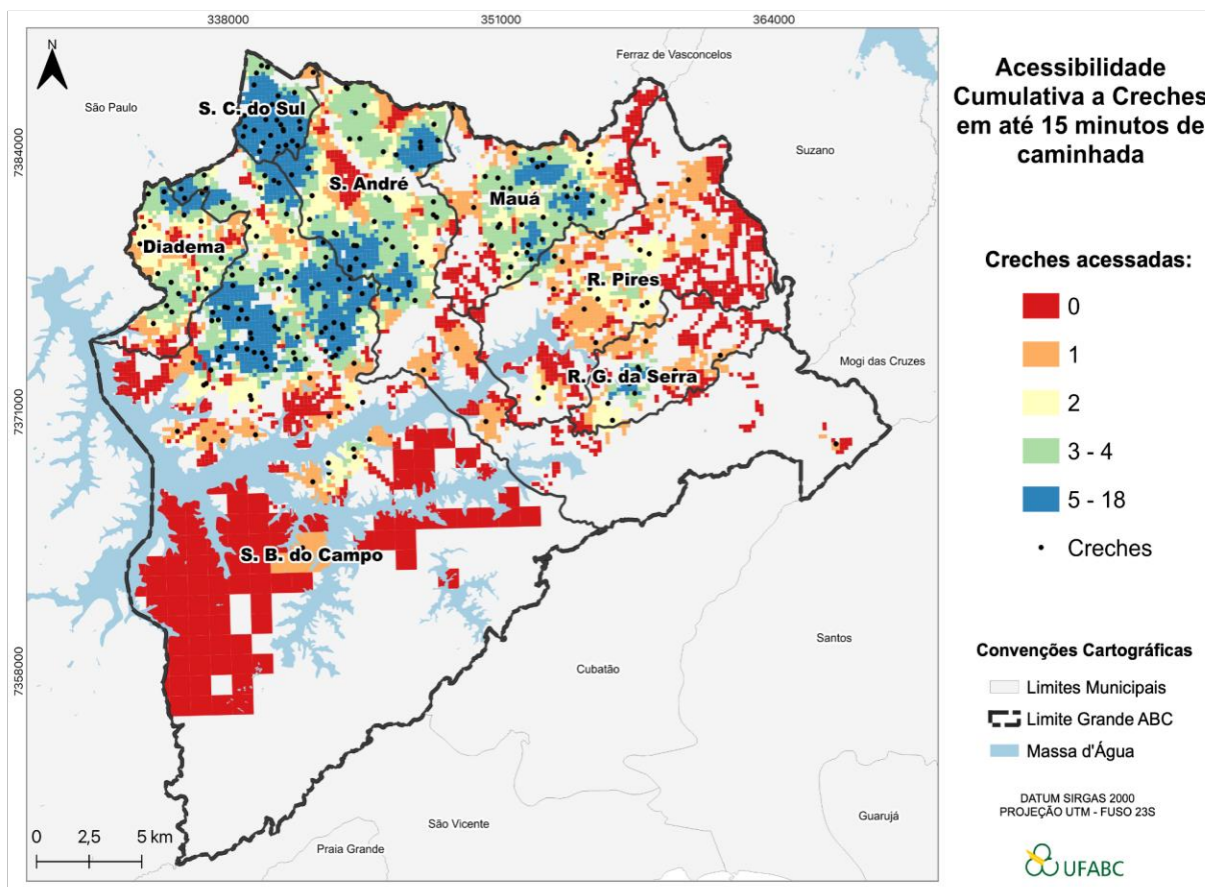 338000
351000
364000
7384000
7371000
7358000
N
Ferraz de Vasconcelos
São Paulo
S. C. do Sul
Suzano
S. André
Mauá
Diadema
R. Pires
Mogi das Cruzes
R. G. da Serra
S. B. do Campo
Santos
Cubatão
São Vicente
Guarujá
Praia Grande
0 2,5 5 km
Acessibilidade
Cumulativa a Creches
em até 15 minutos de
caminhada
Creches acessadas:
0
1
2
3 - 4
5 - 18
Creches
Convenções Cartográficas
Limites Municipais
Limite Grande ABC
Massa d'Água
DATUM SIRGAS 2000
PROJEÇÃO UTM - FUSO 23S
UFABC